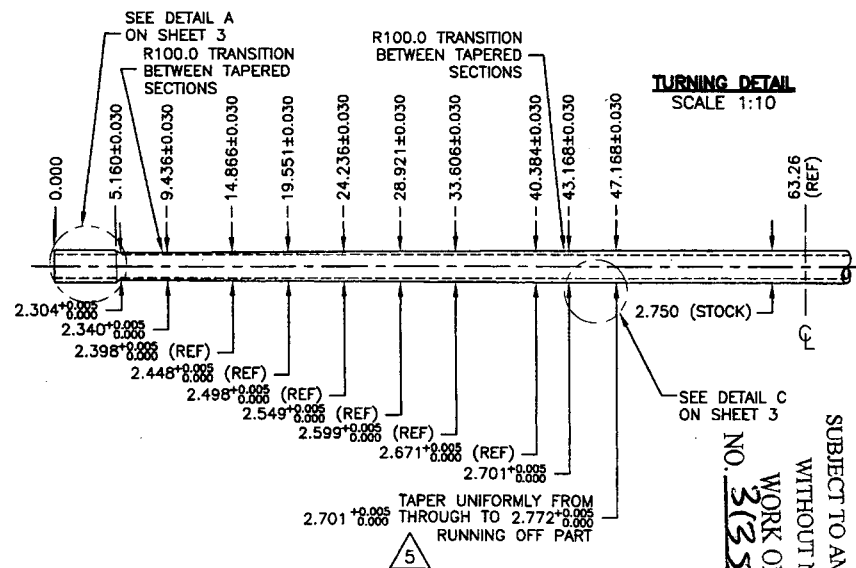 SEE DETAIL A
ON SHEET 3
R100.0 TRANSITION
BETWEEN TAPERED
SECTIONS
R100.0 TRANSITION
BETWEEN TAPERED
SECTIONS
TURNING DETAIL
SCALE 1:10
0.000
5.160±0.030
9.436±0.030
14.866±0.030
19.551±0.030
24.236±0.030
28.921±0.030
33.606±0.030
40.384±0.030
43.168±0.030
47.168±0.030
63.26
(REF)
2.304 +0.005 0.000
2.340 +0.005 0.000
2.398 +0.005 0.000 (REF)
2.448 +0.005 0.000 (REF)
2.498 +0.005 0.000 (REF)
2.549 +0.005 0.000 (REF)
2.599 +0.005 0.000 (REF)
2.671 +0.005 0.000 (REF)
2.701 +0.005 0.000
2.750 (STOCK)
℄
SEE DETAIL C
ON SHEET 3
TAPER UNIFORMLY FROM
2.701 +0.005 0.000 THROUGH TO 2.772 +0.005 0.000
RUNNING OFF PART
5
SUBJECT TO AM
WITHOUT
WORK O
NO.